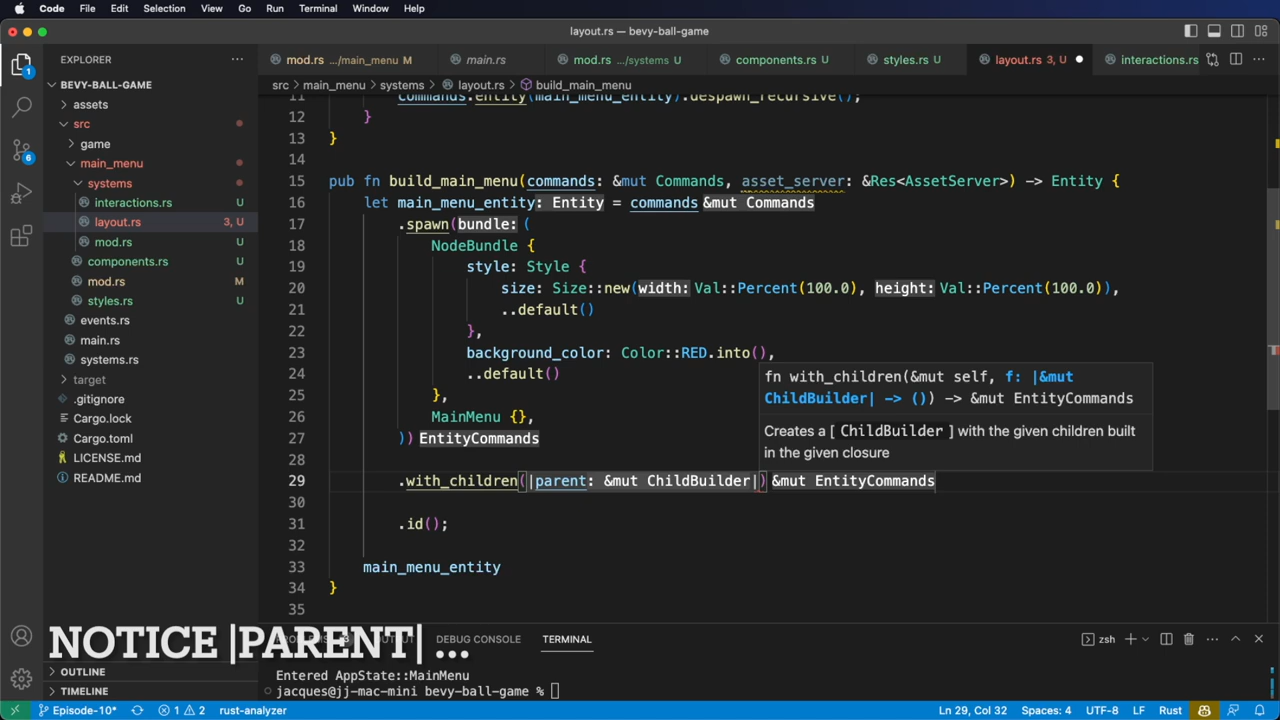 Code File Edit Selection View Go Run Terminal Window Help
layout.rs — bevy-ball-game
EXPLORER ...
mod.rs .../main_menu M
main.rs
mod.rs .../systems U
components.rs U
styles.rs U
layout.rs 3, U
interactions.rs
BEVY-BALL-GAME
src > main_menu > systems > layout.rs > build_main_menu
assets
src
game
main_menu
systems
interactions.rs U
layout.rs 3, U
mod.rs U
components.rs U
mod.rs M
styles.rs U
events.rs
main.rs
systems.rs
target
.gitignore
Cargo.lock
Cargo.toml
LICENSE.md
README.md
11 commands.entity(main_menu_entity).despawn_recursive();
12 }
13 }
14
15 pub fn build_main_menu(commands: &mut Commands, asset_server: &Res<AssetServer>) -> Entity {
16 let main_menu_entity: Entity = commands &mut Commands
17 .spawn(bundle: (
18 NodeBundle {
19 style: Style {
20 size: Size::new(width: Val::Percent(100.0), height: Val::Percent(100.0)),
21 ..default()
22 },
23 background_color: Color::RED.into(),
24 ..default()
25 },
26 MainMenu {},
27 )) EntityCommands
28
29 .with_children(|parent: &mut ChildBuilder|) &mut EntityCommands
30
31 .id();
32
33 main_menu_entity
34 }
35
fn with_children(&mut self, f: |&mut
ChildBuilder| -> ()) -> &mut EntityCommands
Creates a [ ChildBuilder ] with the given children built
in the given closure
NOTICE |PARENT| ...
DEBUG CONSOLE TERMINAL
zsh
Entered AppState::MainMenu
jacques@jj-mac-mini bevy-ball-game %
OUTLINE
TIMELINE
Episode-10* 1 2 rust-analyzer
Ln 29, Col 32 Spaces: 4 UTF-8 LF Rust
1
6